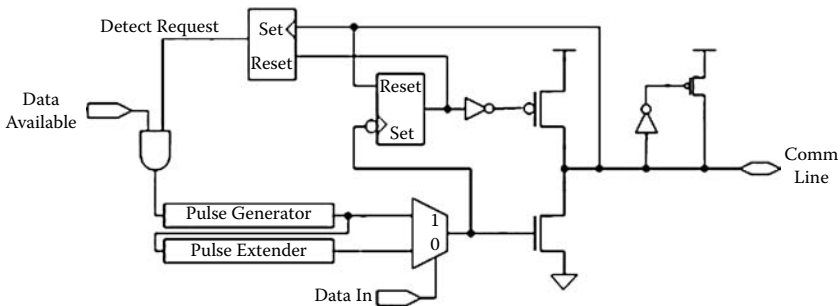 Detect Request
Set
Reset
Data
Available
Reset
Set
Comm
Line
Pulse Generator
1
Pulse Extender
0
Data In